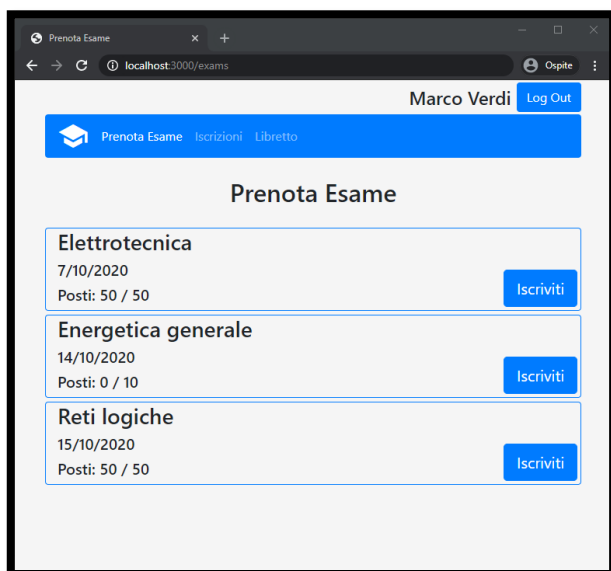 Prenota Esame
localhost:3000/exams
Ospite
Marco Verdi Log Out
Prenota Esame Iscrizioni Libretto
Prenota Esame
Elettrotecnica
7/10/2020
Posti: 50 / 50
Iscriviti
Energetica generale
14/10/2020
Posti: 0 / 10
Iscriviti
Reti logiche
15/10/2020
Posti: 50 / 50
Iscriviti